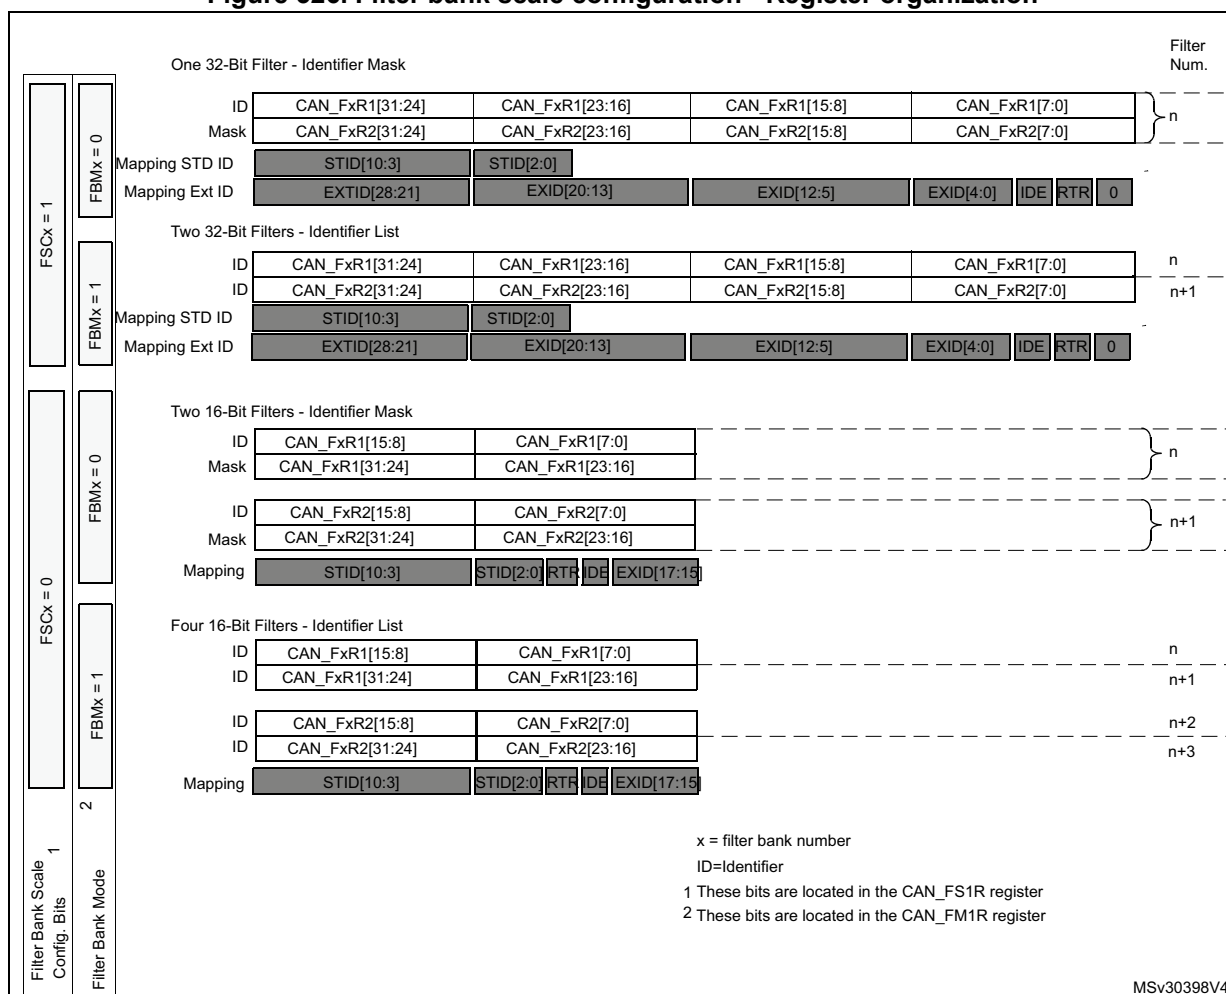 Figure 320. Filter bank scale configuration - Register organization
Filter
Num.
One 32-Bit Filter - Identifier Mask
ID CAN_FxR1[31:24] CAN_FxR1[23:16] CAN_FxR1[15:8] CAN_FxR1[7:0]
n
Mask CAN_FxR2[31:24] CAN_FxR2[23:16] CAN_FxR2[15:8] CAN_FxR2[7:0]
Mapping STD ID STID[10:3] STID[2:0]
Mapping Ext ID EXTID[28:21] EXID[20:13] EXID[12:5] EXID[4:0] IDE RTR 0
FBMx = 0
FSCx = 1
Two 32-Bit Filters - Identifier List
ID CAN_FxR1[31:24] CAN_FxR1[23:16] CAN_FxR1[15:8] CAN_FxR1[7:0] n
ID CAN_FxR2[31:24] CAN_FxR2[23:16] CAN_FxR2[15:8] CAN_FxR2[7:0] n+1
Mapping STD ID STID[10:3] STID[2:0]
Mapping Ext ID EXTID[28:21] EXID[20:13] EXID[12:5] EXID[4:0] IDE RTR 0
FBMx = 1
Two 16-Bit Filters - Identifier Mask
ID CAN_FxR1[15:8] CAN_FxR1[7:0]
n
Mask CAN_FxR1[31:24] CAN_FxR1[23:16]
ID CAN_FxR2[15:8] CAN_FxR2[7:0]
n+1
Mask CAN_FxR2[31:24] CAN_FxR2[23:16]
Mapping STID[10:3] STID[2:0] RTR IDE EXID[17:15]
FBMx = 0
FSCx = 0
Four 16-Bit Filters - Identifier List
ID CAN_FxR1[15:8] CAN_FxR1[7:0] n
ID CAN_FxR1[31:24] CAN_FxR1[23:16] n+1
ID CAN_FxR2[15:8] CAN_FxR2[7:0] n+2
ID CAN_FxR2[31:24] CAN_FxR2[23:16] n+3
Mapping STID[10:3] STID[2:0] RTR IDE EXID[17:15]
FBMx = 1
Filter Bank Scale
Config. Bits 1
Filter Bank Mode 2
x = filter bank number
ID=Identifier
1 These bits are located in the CAN_FS1R register
2 These bits are located in the CAN_FM1R register
MSv30398V4